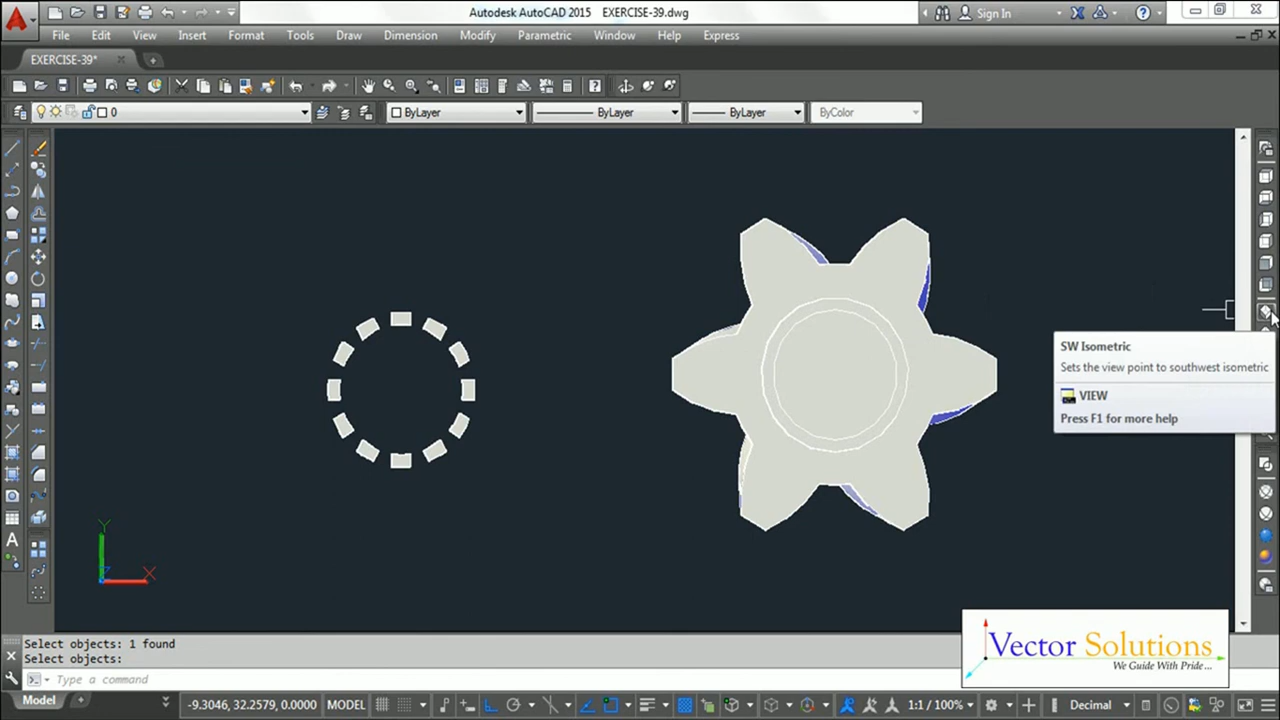 Autodesk AutoCAD 2015 EXERCISE-39.dwg
Sign In
File Edit View Insert Format Tools Draw Dimension Modify Parametric Window Help Express
EXERCISE-39*
0 ByLayer ByLayer ByLayer ByColor
SW Isometric
Sets the view point to southwest isometric
VIEW
Press F1 for more help
Y
X
Select objects: 1 found
Select objects:
Type a command
Vector Solutions
We Guide With Pride...
Model
-9.3046, 32.2579, 0.0000 MODEL 1:1 / 100% Decimal